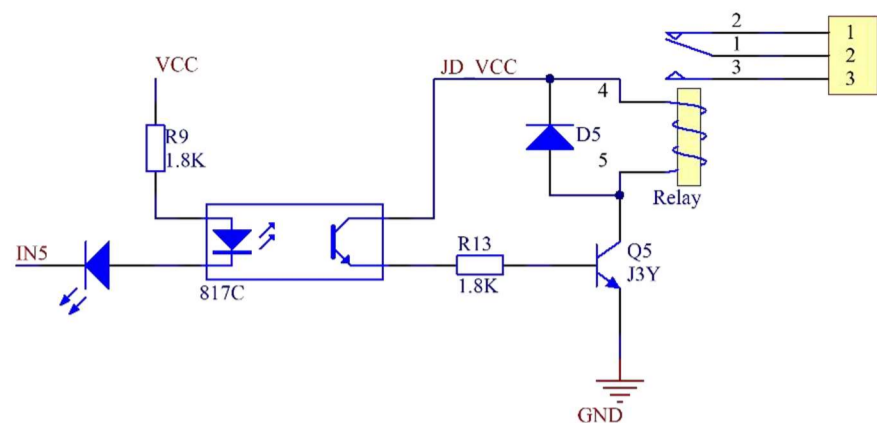 2
1
1
2
3
3
VCC
JD_VCC
4
R9
1.8K
D5
5
Relay
IN5
R13
Q5
J3Y
817C
1.8K
GND